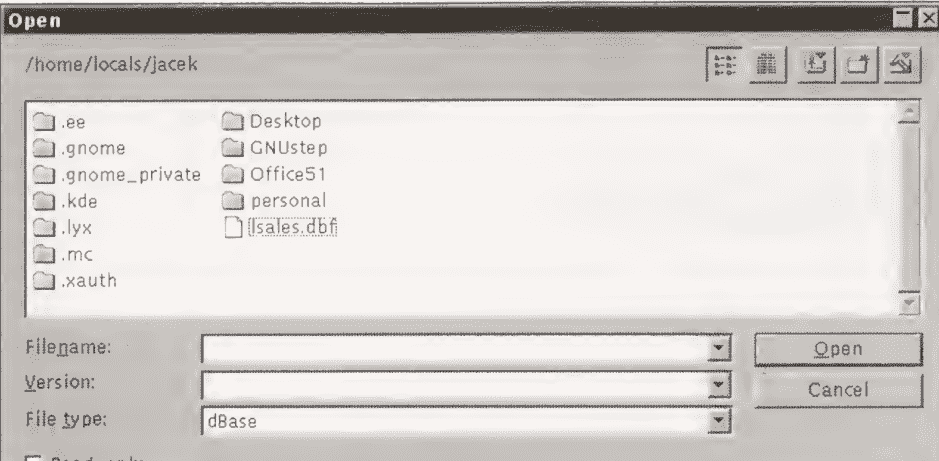 Open
/home/locals/jacek
.ee
.gnome
.gnome_private
.kde
.lyx
.mc
.xauth
Desktop
GNUstep
Office51
personal
lsales.dbf
Filename:
Open
Version:
Cancel
File type:
dBase